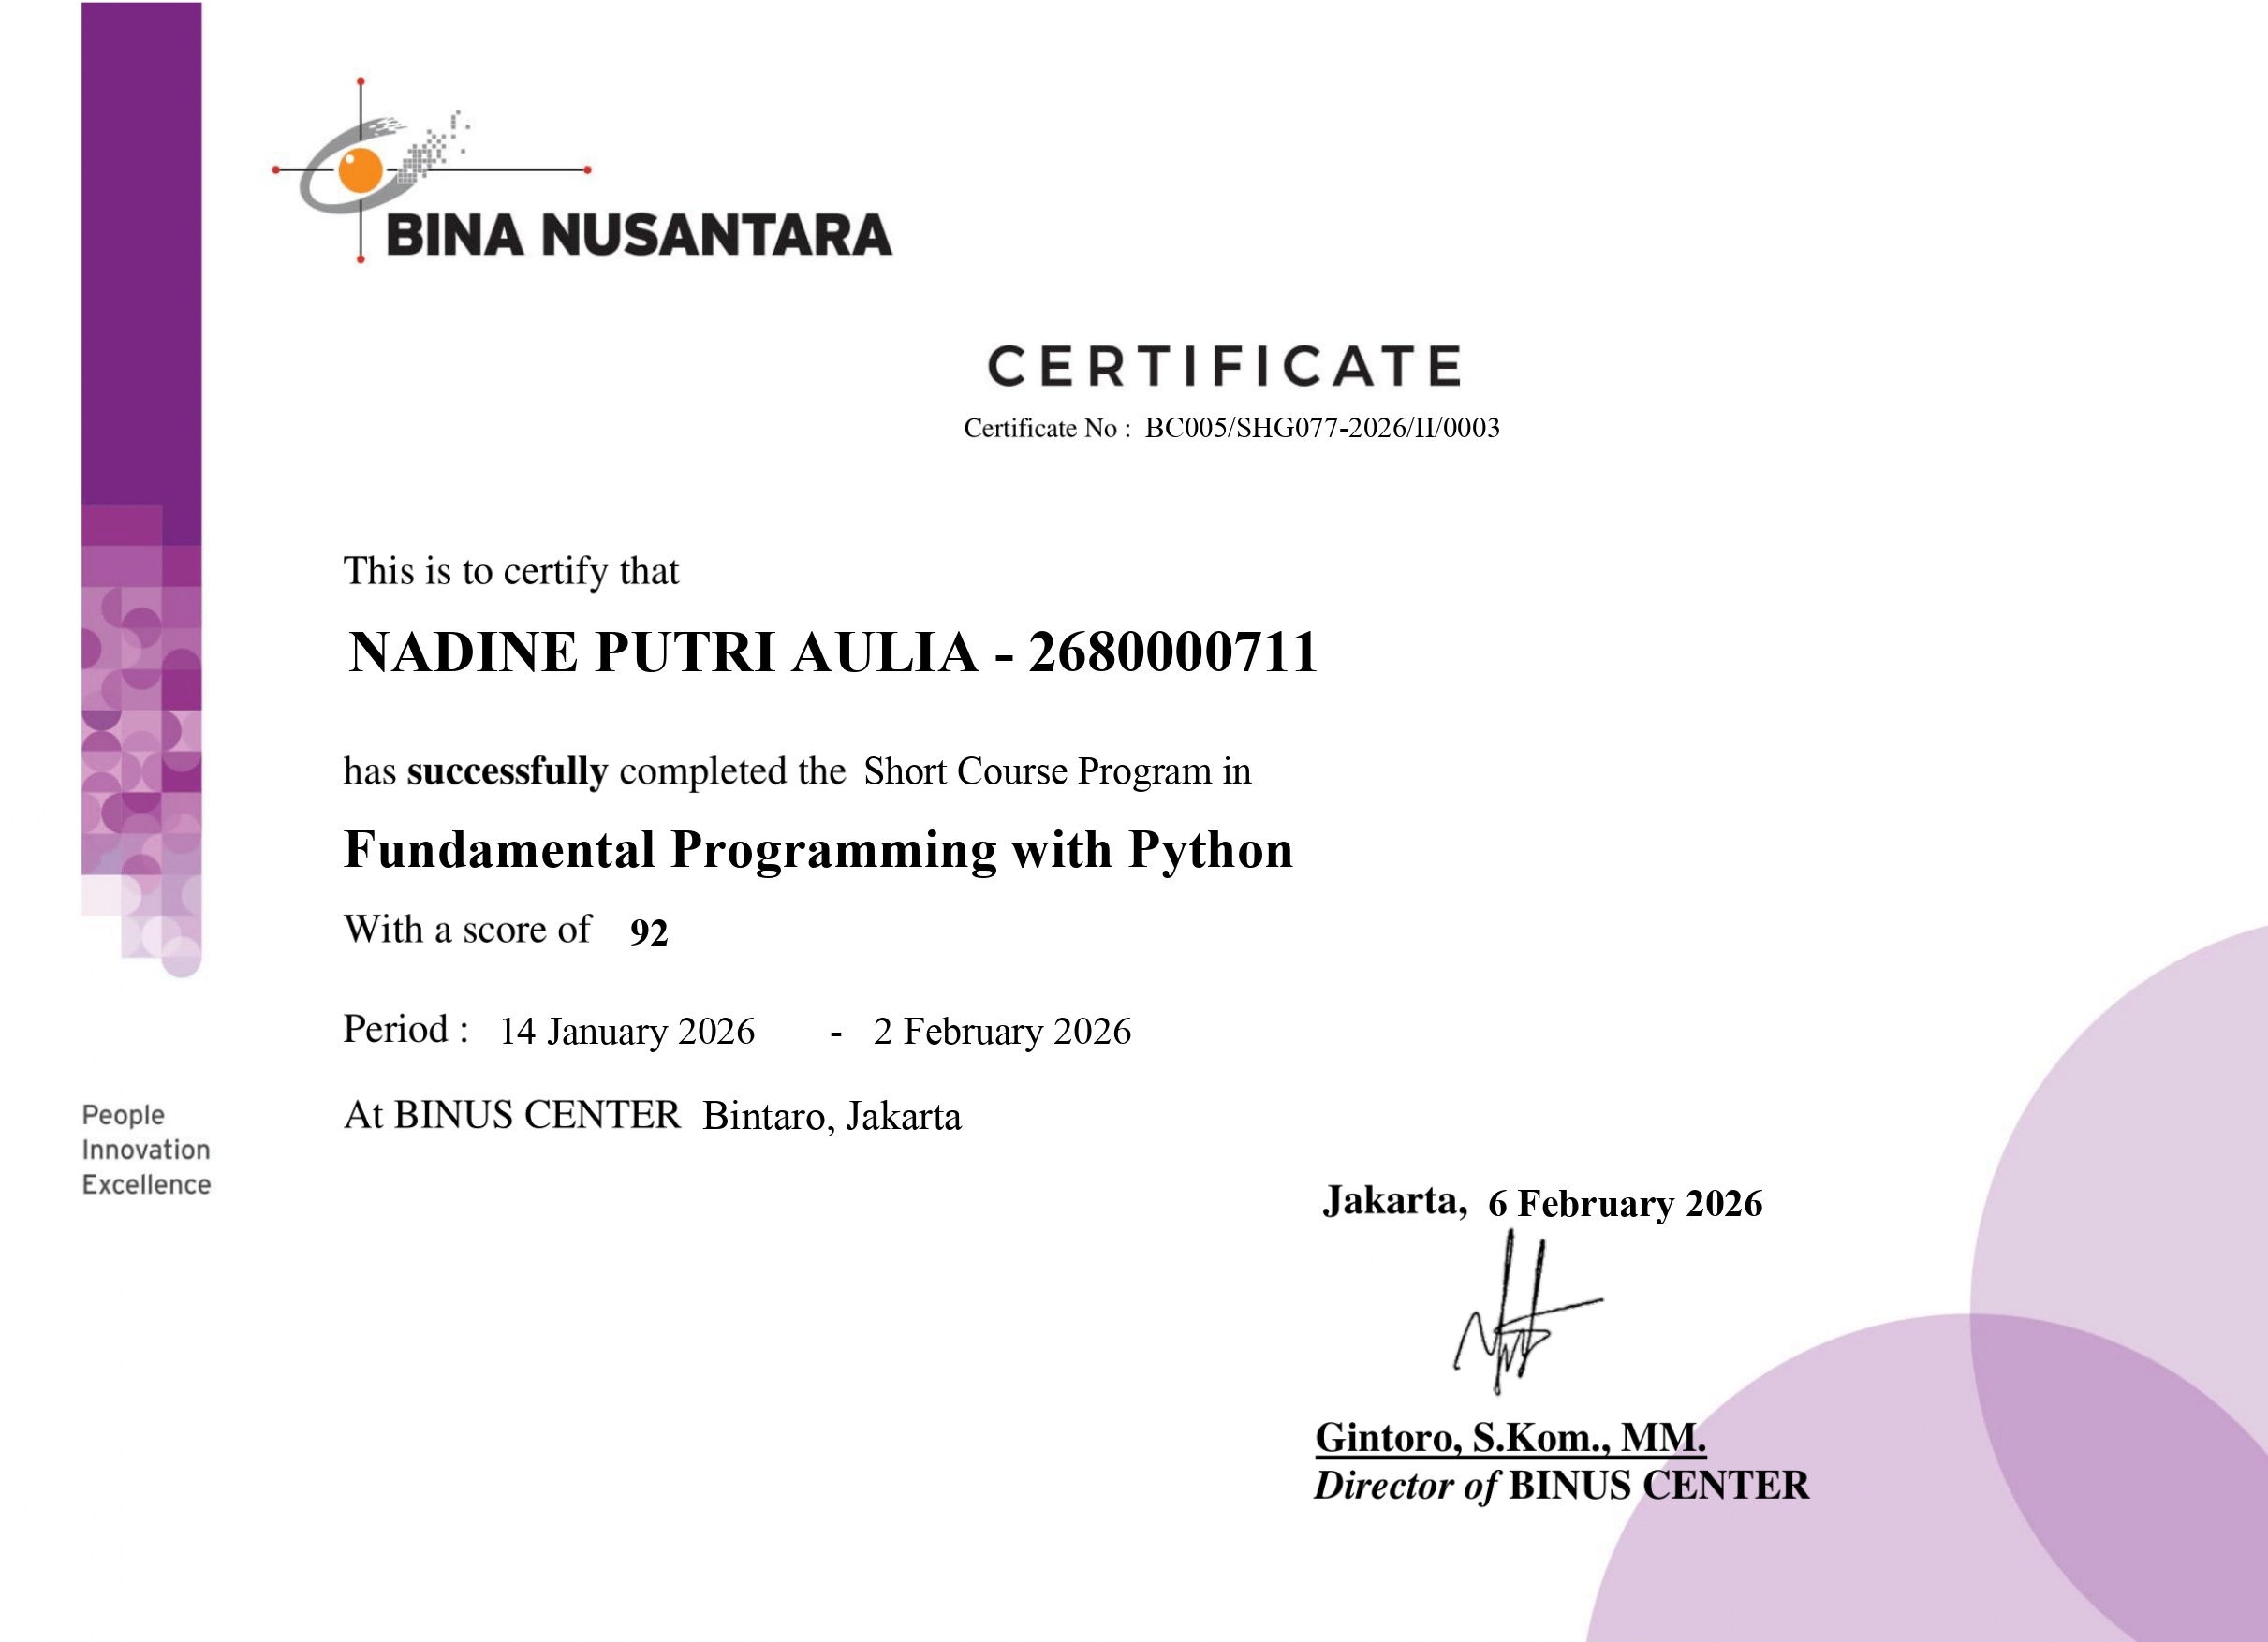 BINA NUSANTARA
CERTIFICATE
Certificate No : BC005/SHG077-2026/II/0003
This is to certify that
NADINE PUTRI AULIA - 2680000711
has successfully completed the Short Course Program in
Fundamental Programming with Python
With a score of 92
Period : 14 January 2026 - 2 February 2026
At BINUS CENTER Bintaro, Jakarta
People
Innovation
Excellence
Jakarta, 6 February 2026
Gintoro, S.Kom., MM.
Director of BINUS CENTER